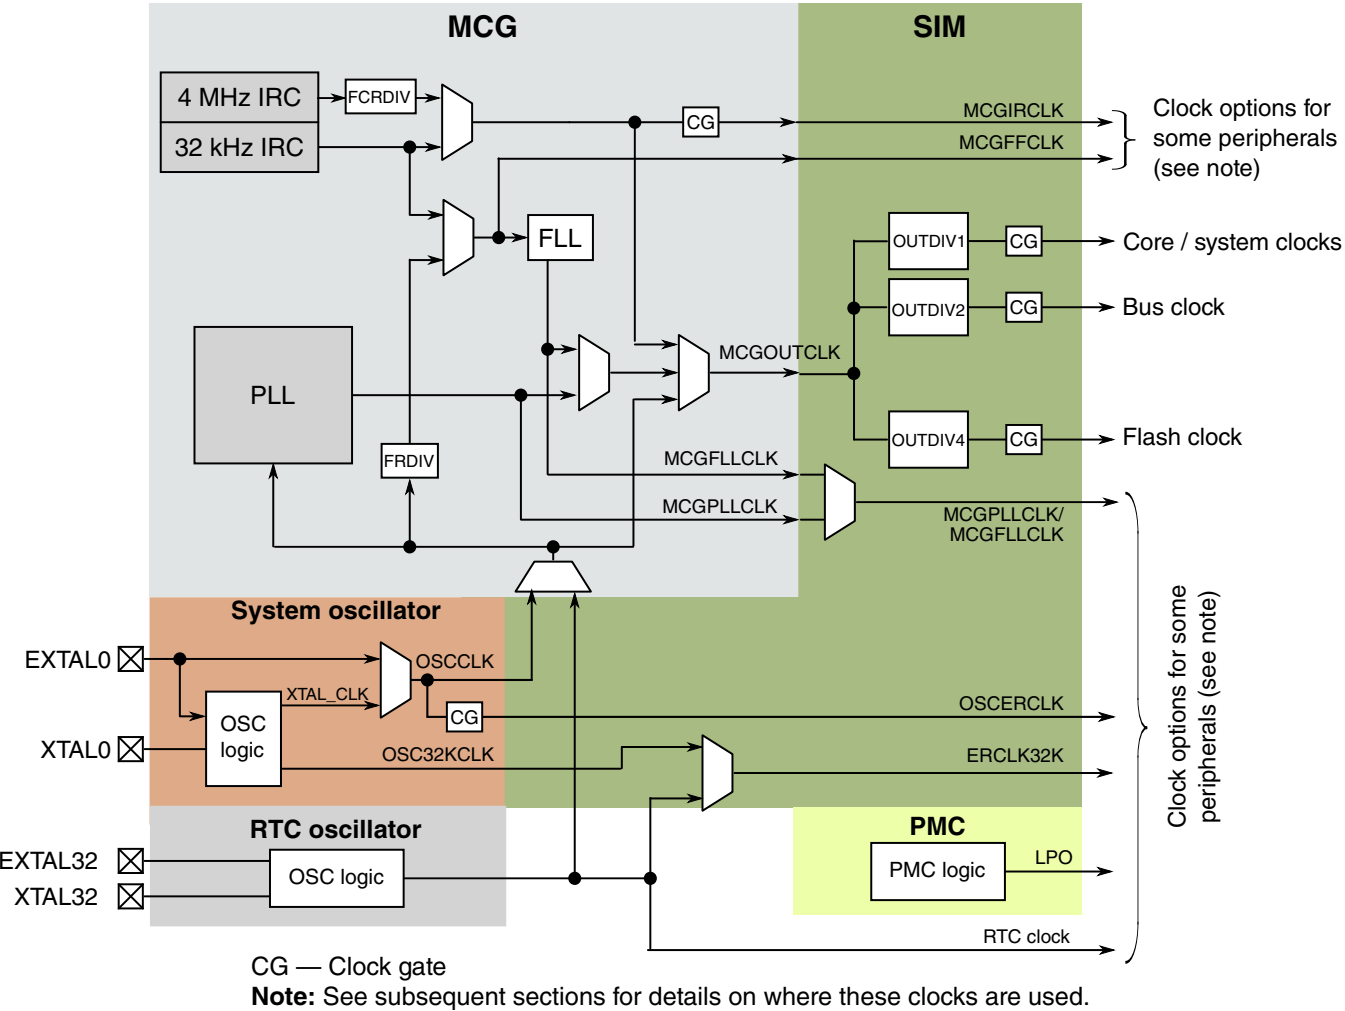 MCG
SIM
4 MHz IRC
FCRDIV
32 kHz IRC
CG
MCGIRCLK
MCGFFCLK
Clock options for
some peripherals
(see note)
FLL
OUTDIV1
CG
Core / system clocks
OUTDIV2
CG
Bus clock
PLL
MCGOUTCLK
OUTDIV4
CG
Flash clock
FRDIV
MCGFLLCLK
MCGPLLCLK
MCGPLLCLK/
MCGFLLCLK
Clock options for some
peripherals (see note)
System oscillator
EXTAL0
OSCCLK
XTAL_CLK
OSC
logic
CG
OSCERCLK
XTAL0
OSC32KCLK
ERCLK32K
RTC oscillator
PMC
EXTAL32
XTAL32
OSC logic
PMC logic
LPO
RTC clock
CG — Clock gate
Note: See subsequent sections for details on where these clocks are used.